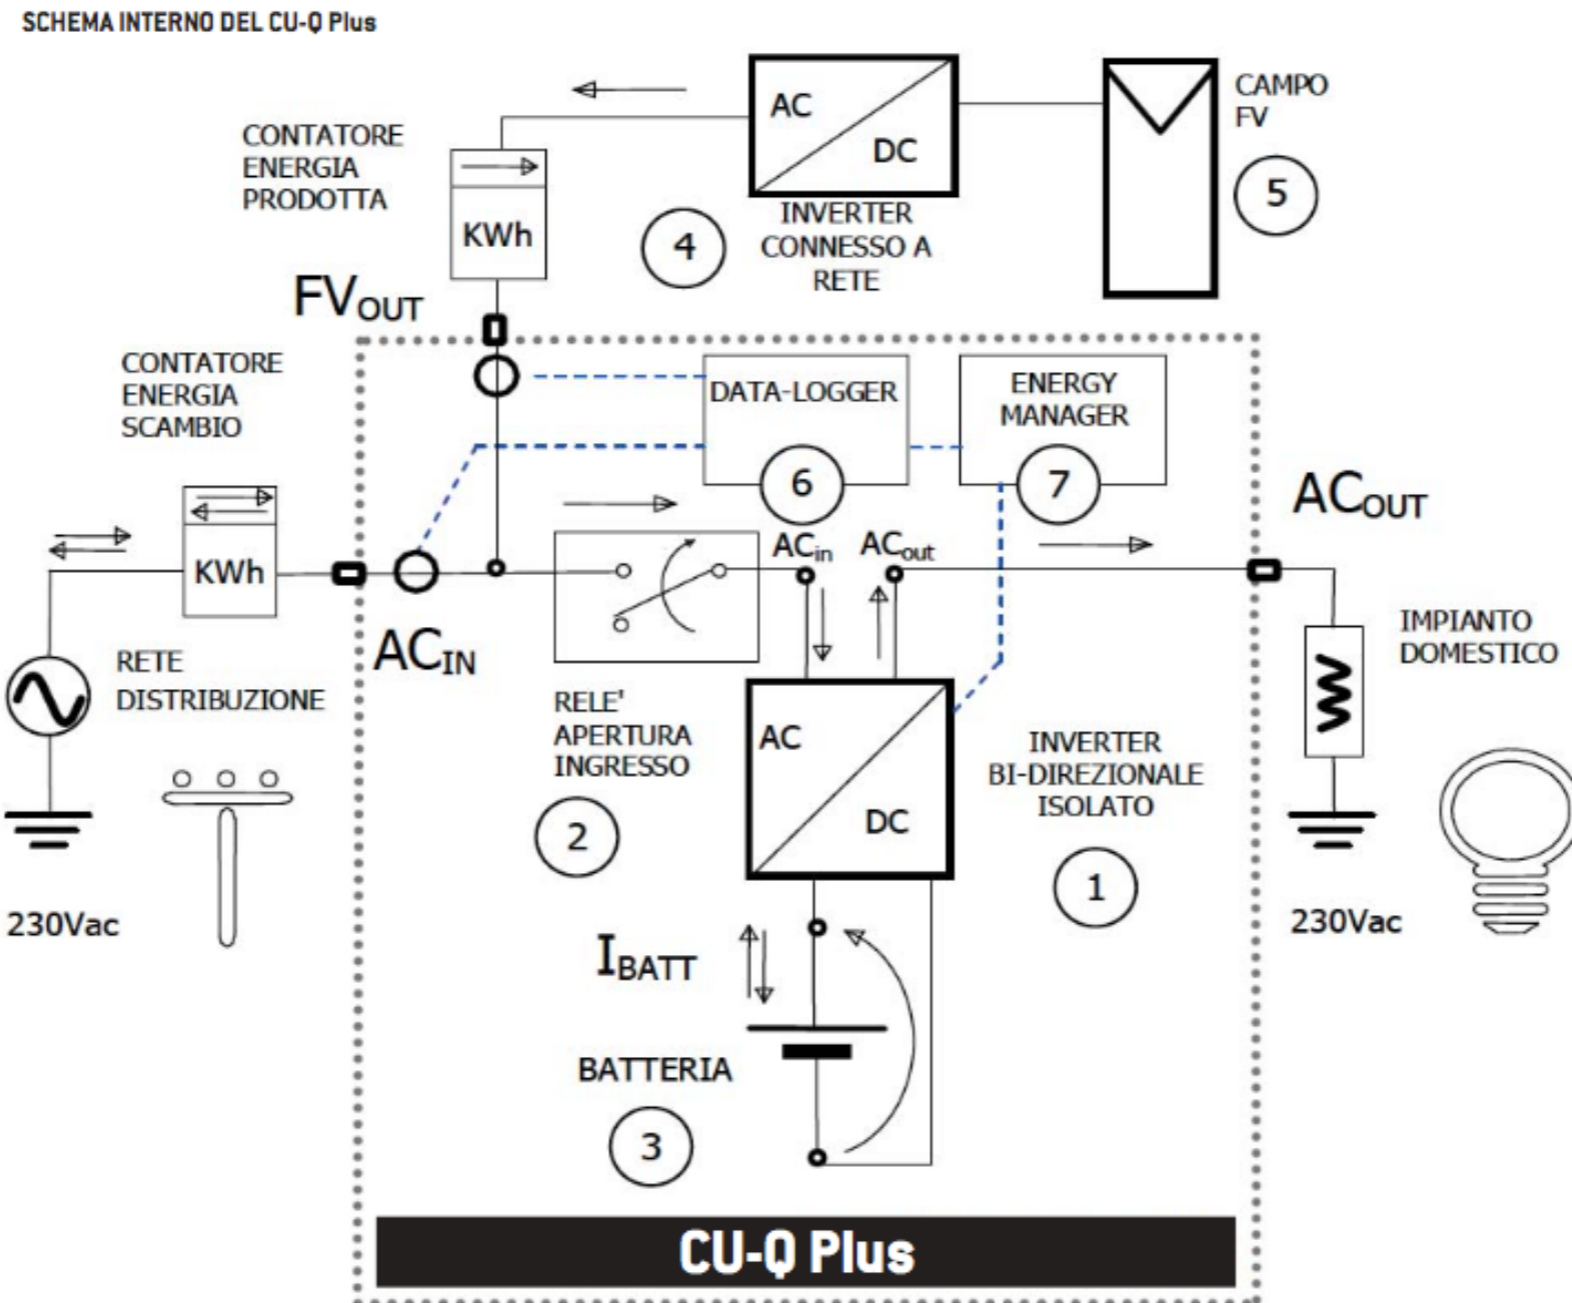 SCHEMA INTERNO DEL CU-Q Plus
AC
DC
CAMPO
FV
5
CONTATORE
ENERGIA
PRODOTTA
KWh
4
INVERTER
CONNESSO A
RETE
FVOUT
CONTATORE
ENERGIA
SCAMBIO
KWh
DATA-LOGGER
6
ENERGY
MANAGER
7
ACOUT
ACin
ACout
ACIN
RETE
DISTRIBUZIONE
230Vac
RELE'
APERTURA
INGRESSO
2
AC
DC
INVERTER
BI-DIREZIONALE
ISOLATO
1
IMPIANTO
DOMESTICO
230Vac
IBATT
BATTERIA
3
CU-Q Plus